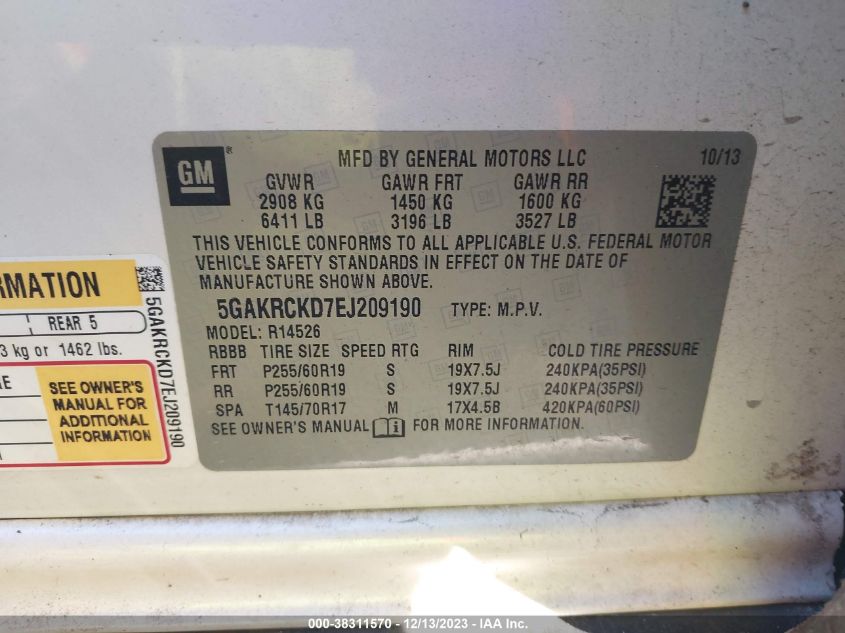 GM®
MFD BY GENERAL MOTORS LLC 10/13
GVWR GAWR FRT GAWR RR
2908 KG 1450 KG 1600 KG
6411 LB 3196 LB 3527 LB
THIS VEHICLE CONFORMS TO ALL APPLICABLE U.S. FEDERAL MOTOR
VEHICLE SAFETY STANDARDS IN EFFECT ON THE DATE OF
MANUFACTURE SHOWN ABOVE.
5GAKRCKD7EJ209190 TYPE: M.P.V.
MODEL: R14526
RBBB TIRE SIZE SPEED RTG RIM COLD TIRE PRESSURE
FRT P255/60R19 S 19X7.5J 240KPA(35PSI)
RR P255/60R19 S 19X7.5J 240KPA(35PSI)
SPA T145/70R17 M 17X4.5B 420KPA(60PSI)
SEE OWNER'S MANUAL i FOR MORE INFORMATION.
RMATION
REAR 5
3 kg or 1462 lbs.
SEE OWNER'S
MANUAL FOR
ADDITIONAL
INFORMATION
5GAKRCKD7EJ209190
000-38311570 - 12/13/2023 - IAA Inc.